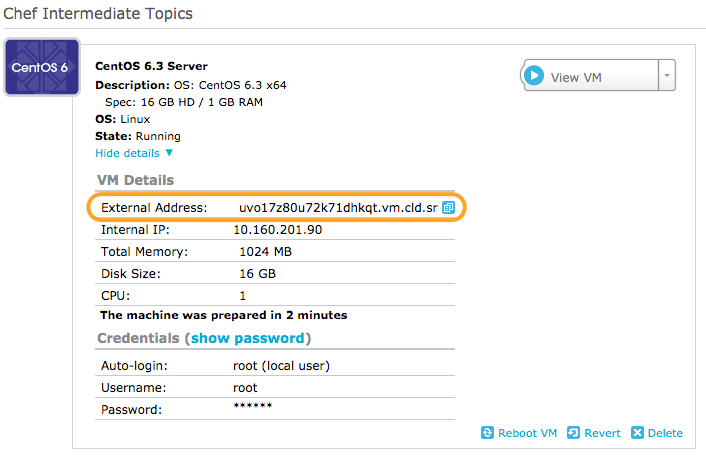 Chef Intermediate Topics
CentOS 6
CentOS 6.3 Server
Description: OS: CentOS 6.3 x64
Spec: 16 GB HD / 1 GB RAM
OS: Linux
State: Running
Hide details ▼
View VM
VM Details
External Address: uvo17z80u72k71dhkqt.vm.cld.sr
Internal IP: 10.160.201.90
Total Memory: 1024 MB
Disk Size: 16 GB
CPU: 1
The machine was prepared in 2 minutes
Credentials (show password)
Auto-login: root (local user)
Username: root
Password: ******
Reboot VM Revert Delete